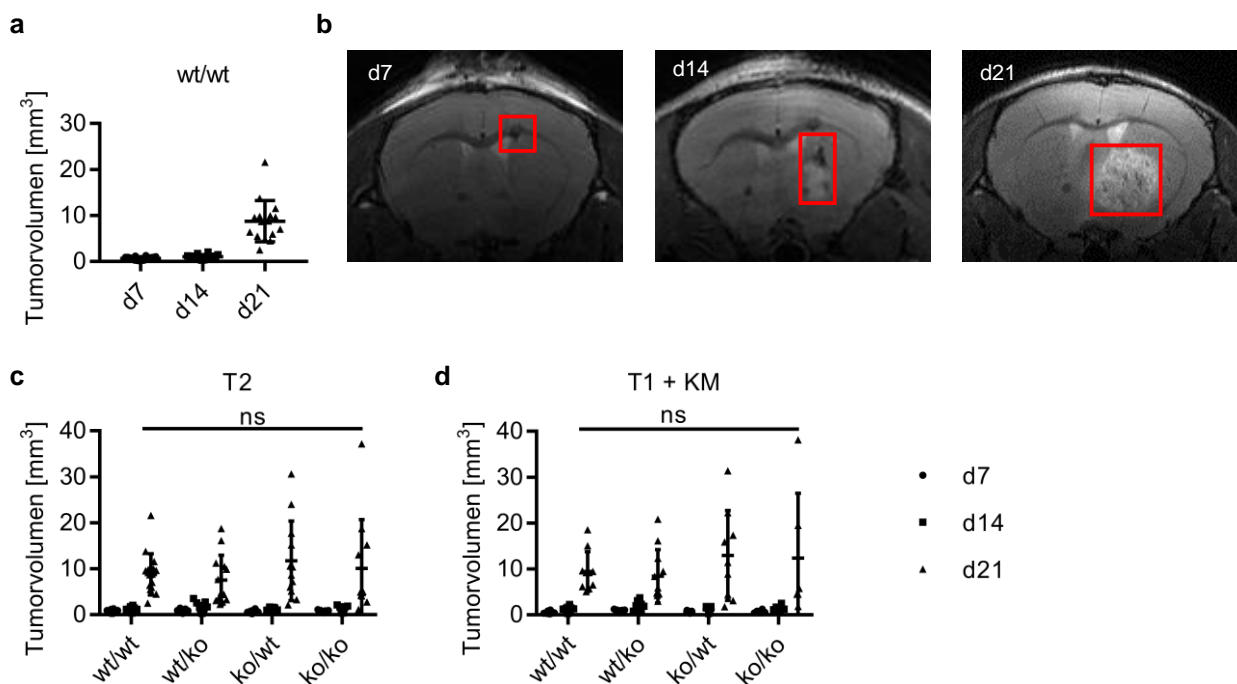 a
wt/wt
Tumorvolumen [mm³]
30
20
10
0
d7
d14
d21
b
d7
d14
d21
c
T2
ns
Tumorvolumen [mm³]
40
30
20
10
0
wt/wt
wt/ko
ko/wt
ko/ko
d
T1 + KM
ns
Tumorvolumen [mm³]
40
30
20
10
0
wt/wt
wt/ko
ko/wt
ko/ko
d7
d14
d21